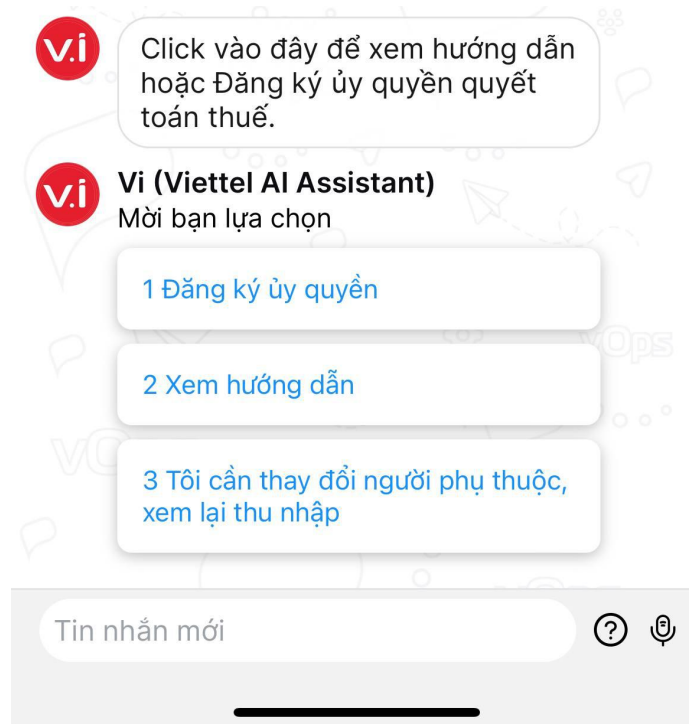 V.i
Click vào đây để xem hướng dẫn
hoặc Đăng ký ủy quyền quyết
toán thuế.
V.i
Vi (Viettel AI Assistant)
Mời bạn lựa chọn
1 Đăng ký ủy quyền
vOps
2 Xem hướng dẫn
3 Tôi cần thay đổi người phụ thuộc,
xem lại thu nhập
Tin nhắn mới